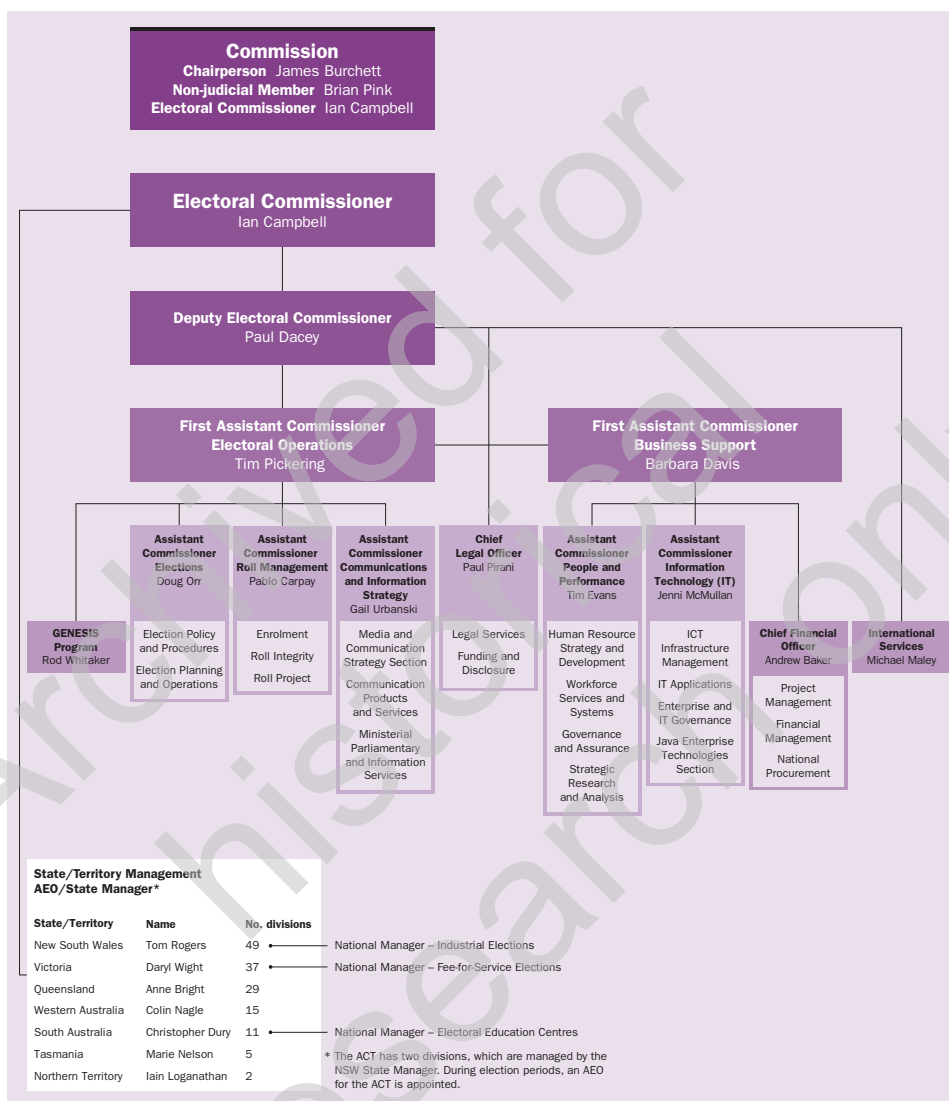 Commission
Chairperson James Burchett
Non-judicial Member Brian Pink
Electoral Commissioner Ian Campbell
Electoral Commissioner
Ian Campbell
Deputy Electoral Commissioner
Paul Dacey
First Assistant Commissioner
Electoral Operations
Tim Pickering
First Assistant Commissioner
Business Support
Barbara Davis
GENESIS
Program
Rod Whitaker
Assistant
Commissioner
Elections
Doug Orr
Election Policy
and Procedures
Election Planning
and Operations
Assistant
Commissioner
Roll Management
Pablo Carpay
Enrolment
Roll Integrity
Roll Project
Assistant
Commissioner
Communications
and Information
Strategy
Gail Urbanski
Media and
Communication
Strategy Section
Communication
Products
and Services
Ministerial
Parliamentary
and Information
Services
Chief
Legal Officer
Paul Pirani
Legal Services
Funding and
Disclosure
Assistant
Commissioner
People and
Performance
Tim Evans
Human Resource
Strategy and
Development
Workforce
Services and
Systems
Governance
and Assurance
Strategic
Research
and Analysis
Assistant
Commissioner
Information
Technology (IT)
Jenni McMullan
ICT
Infrastructure
Management
IT Applications
Enterprise and
IT Governance
Java Enterprise
Technologies
Section
Chief Financial
Officer
Andrew Baker
Project
Management
Financial
Management
National
Procurement
International
Services
Michael Maley
State/Territory Management
AEO/State Manager*
State/Territory Name No. divisions
New South Wales Tom Rogers 49 National Manager – Industrial Elections
Victoria Daryl Wight 37 National Manager – Fee-for-Service Elections
Queensland Anne Bright 29
Western Australia Colin Nagle 15
South Australia Christopher Dury 11 National Manager – Electoral Education Centres
Tasmania Marie Nelson 5
Northern Territory Iain Loganathan 2
* The ACT has two divisions, which are managed by the
NSW State Manager. During election periods, an AEO
for the ACT is appointed.
Archived for
historical
research only